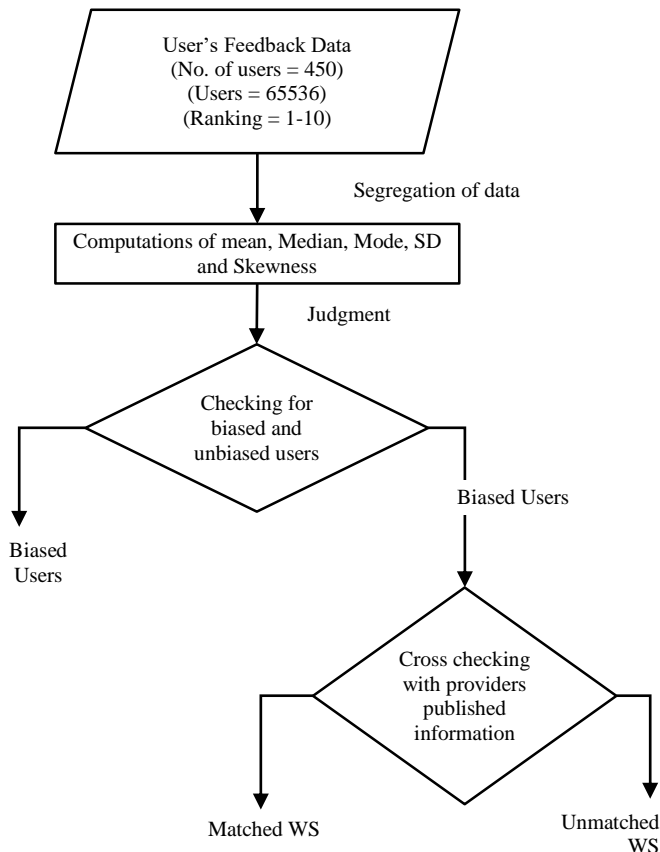 User's Feedback Data
(No. of users = 450)
(Users = 65536)
(Ranking = 1-10)
Segregation of data
Computations of mean, Median, Mode, SD
and Skewness
Judgment
Checking for
biased and
unbiased users
Biased Users
Biased
Users
Cross checking
with providers
published
information
Matched WS
Unmatched
WS